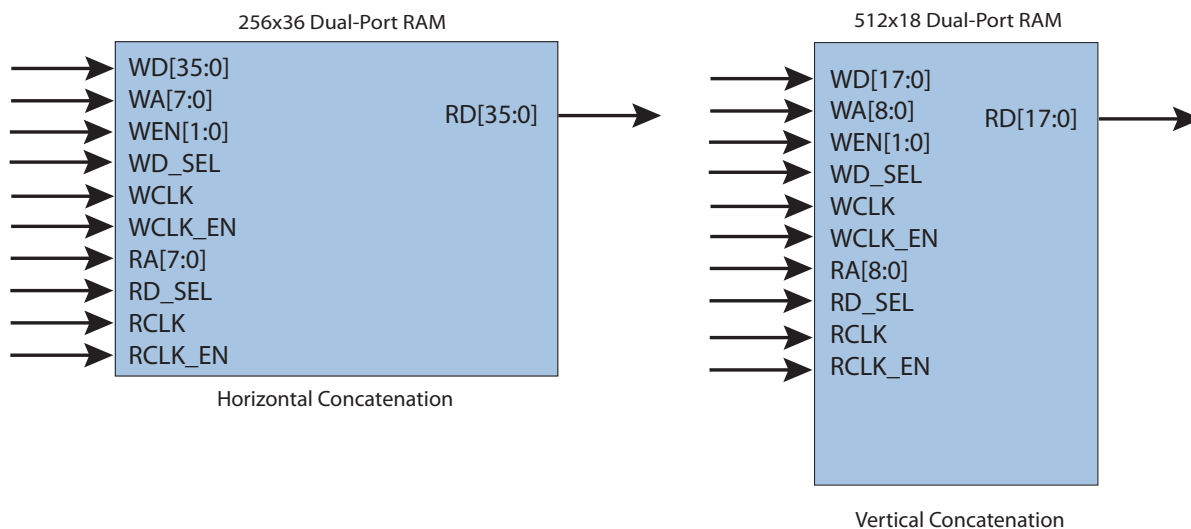 256x36 Dual-Port RAM
WD[35:0]
WA[7:0]
WEN[1:0]
WD_SEL
WCLK
WCLK_EN
RA[7:0]
RD_SEL
RCLK
RCLK_EN
RD[35:0]
Horizontal Concatenation
512x18 Dual-Port RAM
WD[17:0]
WA[8:0]
WEN[1:0]
WD_SEL
WCLK
WCLK_EN
RA[8:0]
RD_SEL
RCLK
RCLK_EN
RD[17:0]
Vertical Concatenation